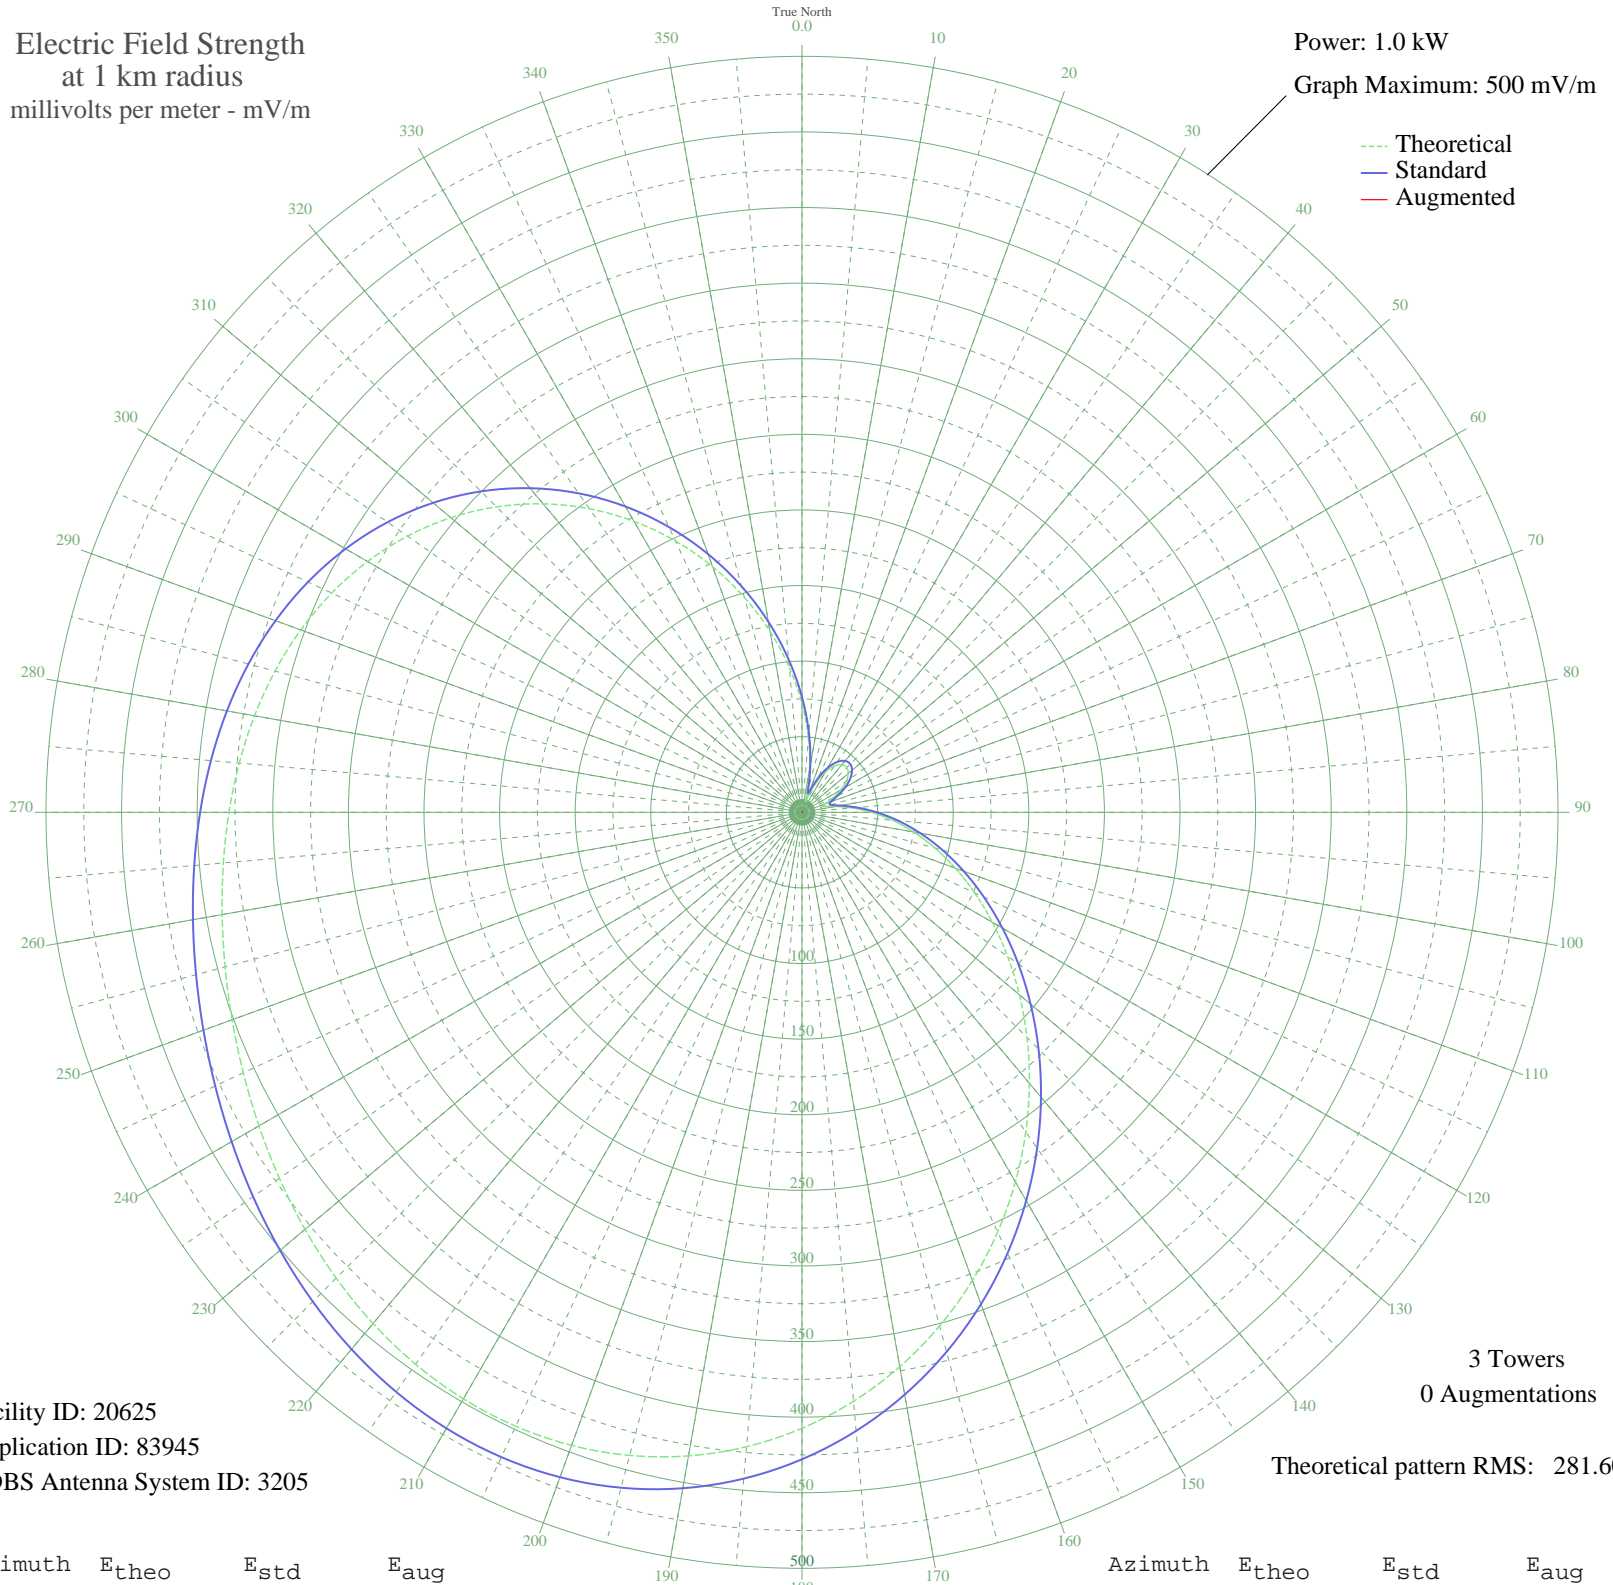 True North
0.0
Electric Field Strength
at 1 km radius
millivolts per meter - mV/m
Power: 1.0 kW
Graph Maximum: 500 mV/m
Theoretical
Standard
Augmented
10
20
30
40
50
60
70
80
90
100
110
120
130
140
150
160
170
190
200
210
220
230
240
250
260
270
280
290
300
310
320
330
340
350
100
150
200
250
300
350
400
450
500
3 Towers
0 Augmentations
Theoretical pattern RMS: 281.6
cility ID: 20625
plication ID: 83945
DBS Antenna System ID: 3205
imuth Etheo Estd Eaug
Azimuth Etheo Estd Eaug